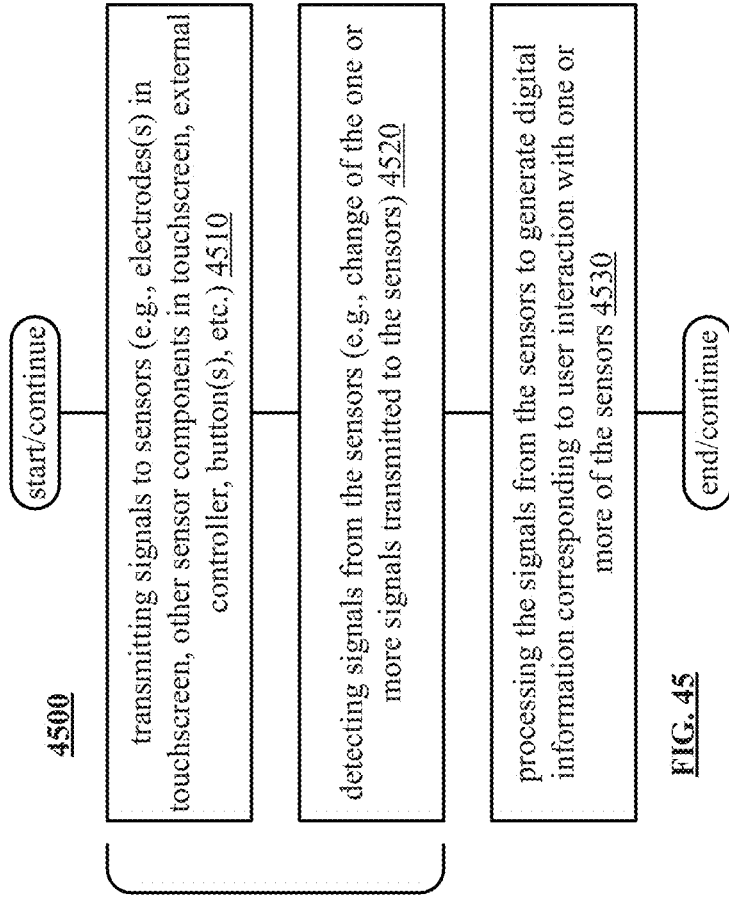 4500
start/continue
transmitting signals to sensors (e.g., electrodes(s) in
touchscreen, other sensor components in touchscreen, external
controller, button(s), etc.) 4510
detecting signals from the sensors (e.g., change of the one or
more signals transmitted to the sensors) 4520
processing the signals from the sensors to generate digital
information corresponding to user interaction with one or
more of the sensors 4530
end/continue
FIG. 45